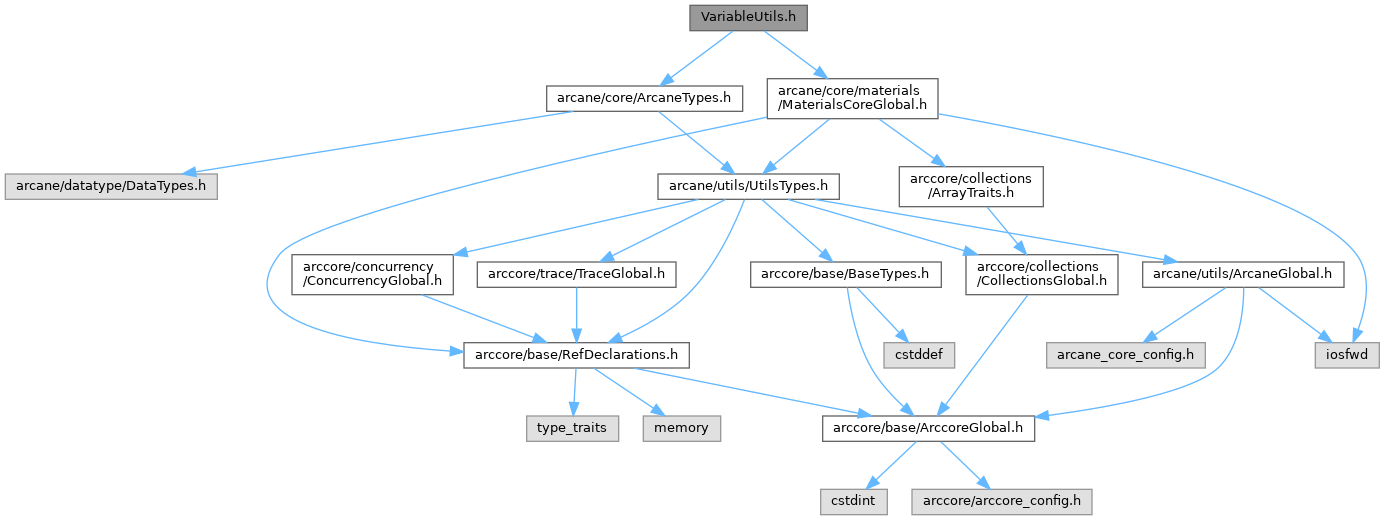 VariableUtils.h
arcane/core/ArcaneTypes.h
arcane/core/materials
/MaterialsCoreGlobal.h
arcane/datatype/DataTypes.h
arcane/utils/UtilsTypes.h
arccore/collections
/ArrayTraits.h
arccore/concurrency
/ConcurrencyGlobal.h
arccore/trace/TraceGlobal.h
arccore/base/BaseTypes.h
arccore/collections
/CollectionsGlobal.h
arcane/utils/ArcaneGlobal.h
arccore/base/RefDeclarations.h
cstddef
arcane_core_config.h
iosfwd
type_traits
memory
arccore/base/ArccoreGlobal.h
cstdint
arccore/arccore_config.h